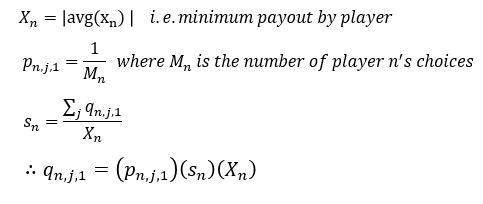 Xₙ = |avg(xₙ) | i.e. minimum payout by player
pₙ,ⱼ,₁ = 1/Mₙ where Mₙ is the number of player n's choices
sₙ = ∑ⱼ qₙ,ⱼ,₁ / Xₙ
∴ qₙ,ⱼ,₁ = (pₙ,ⱼ,₁)(sₙ)(Xₙ)